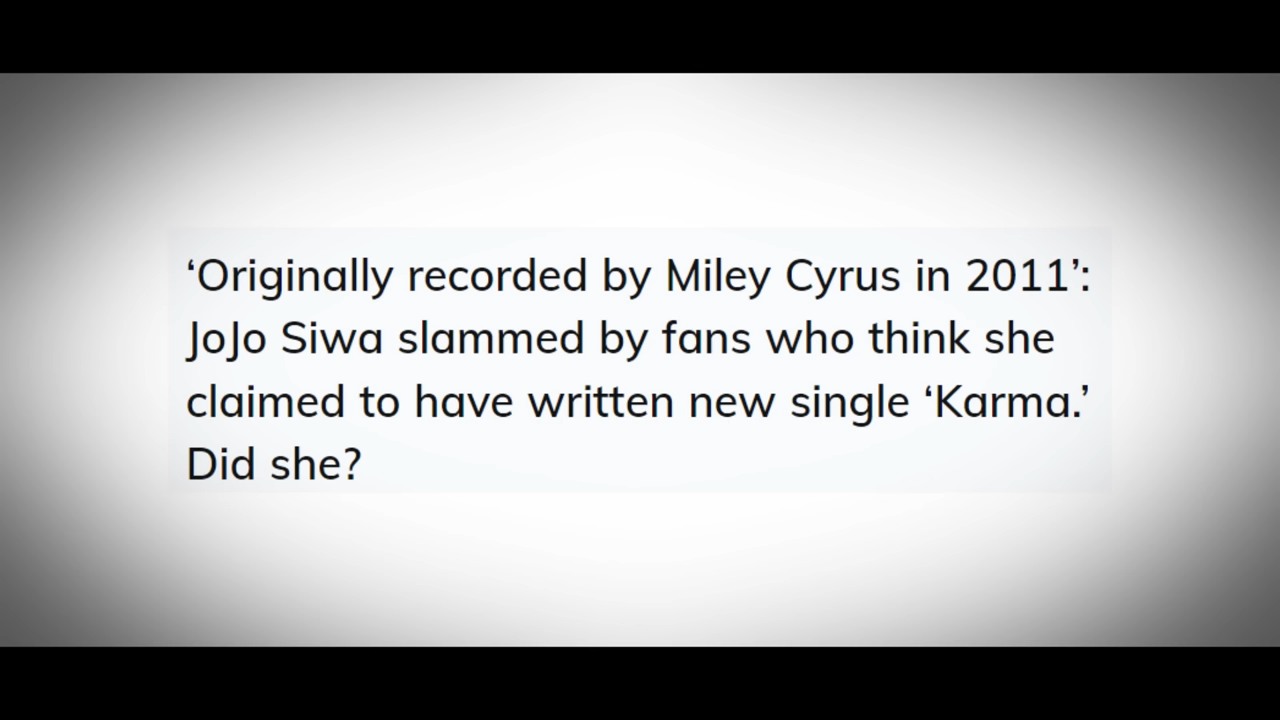 ‘Originally recorded by Miley Cyrus in 2011’:
JoJo Siwa slammed by fans who think she
claimed to have written new single ‘Karma.’
Did she?